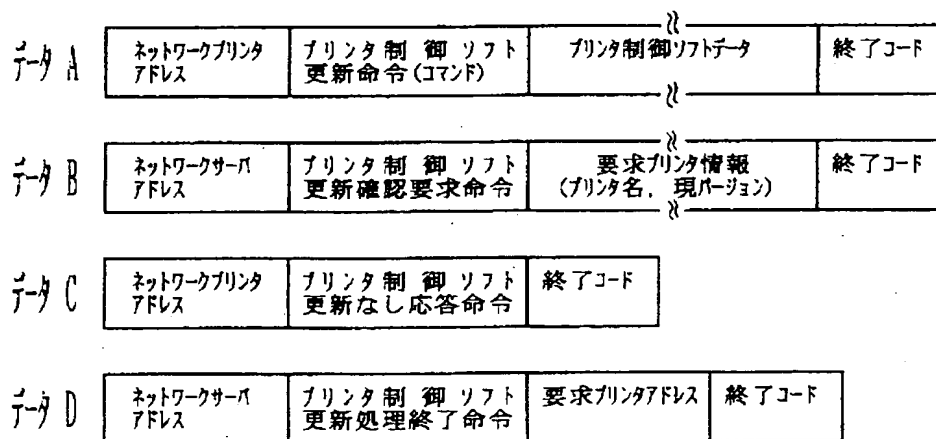 データ A
ネットワークプリンタ
アドレス
プリンタ制御ソフト
更新命令(コマンド)
プリンタ制御ソフトデータ
終了コード
データ B
ネットワークサーバ
アドレス
プリンタ制御ソフト
更新確認要求命令
要求プリンタ情報
(プリンタ名, 現バージョン)
終了コード
データ C
ネットワークプリンタ
アドレス
プリンタ制御ソフト
更新なし応答命令
終了コード
データ D
ネットワークサーバ
アドレス
プリンタ制御ソフト
更新処理終了命令
要求プリンタアドレス
終了コード